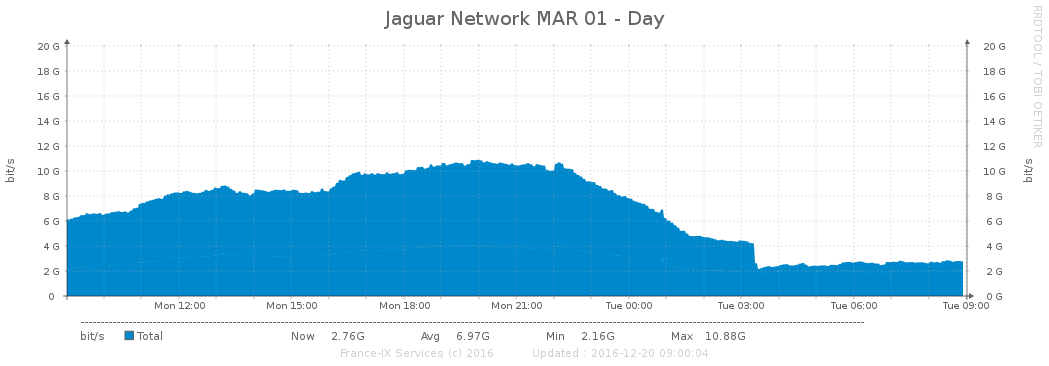 Jaguar Network MAR 01 - Day
RRDTOOL / TOBI OETIKER
bit/s
20 G
18 G
16 G
14 G
12 G
10 G
8 G
6 G
4 G
2 G
0
20 G
18 G
16 G
14 G
12 G
10 G
8 G
6 G
4 G
2 G
0 G
bit/s
Mon 12:00 Mon 15:00 Mon 18:00 Mon 21:00 Tue 00:00 Tue 03:00 Tue 06:00 Tue 09:00
bit/s Total Now 2.76G Avg 6.97G Min 2.16G Max 10.88G
France-IX Services (c) 2016 Updated : 2016-12-20 09:00:04